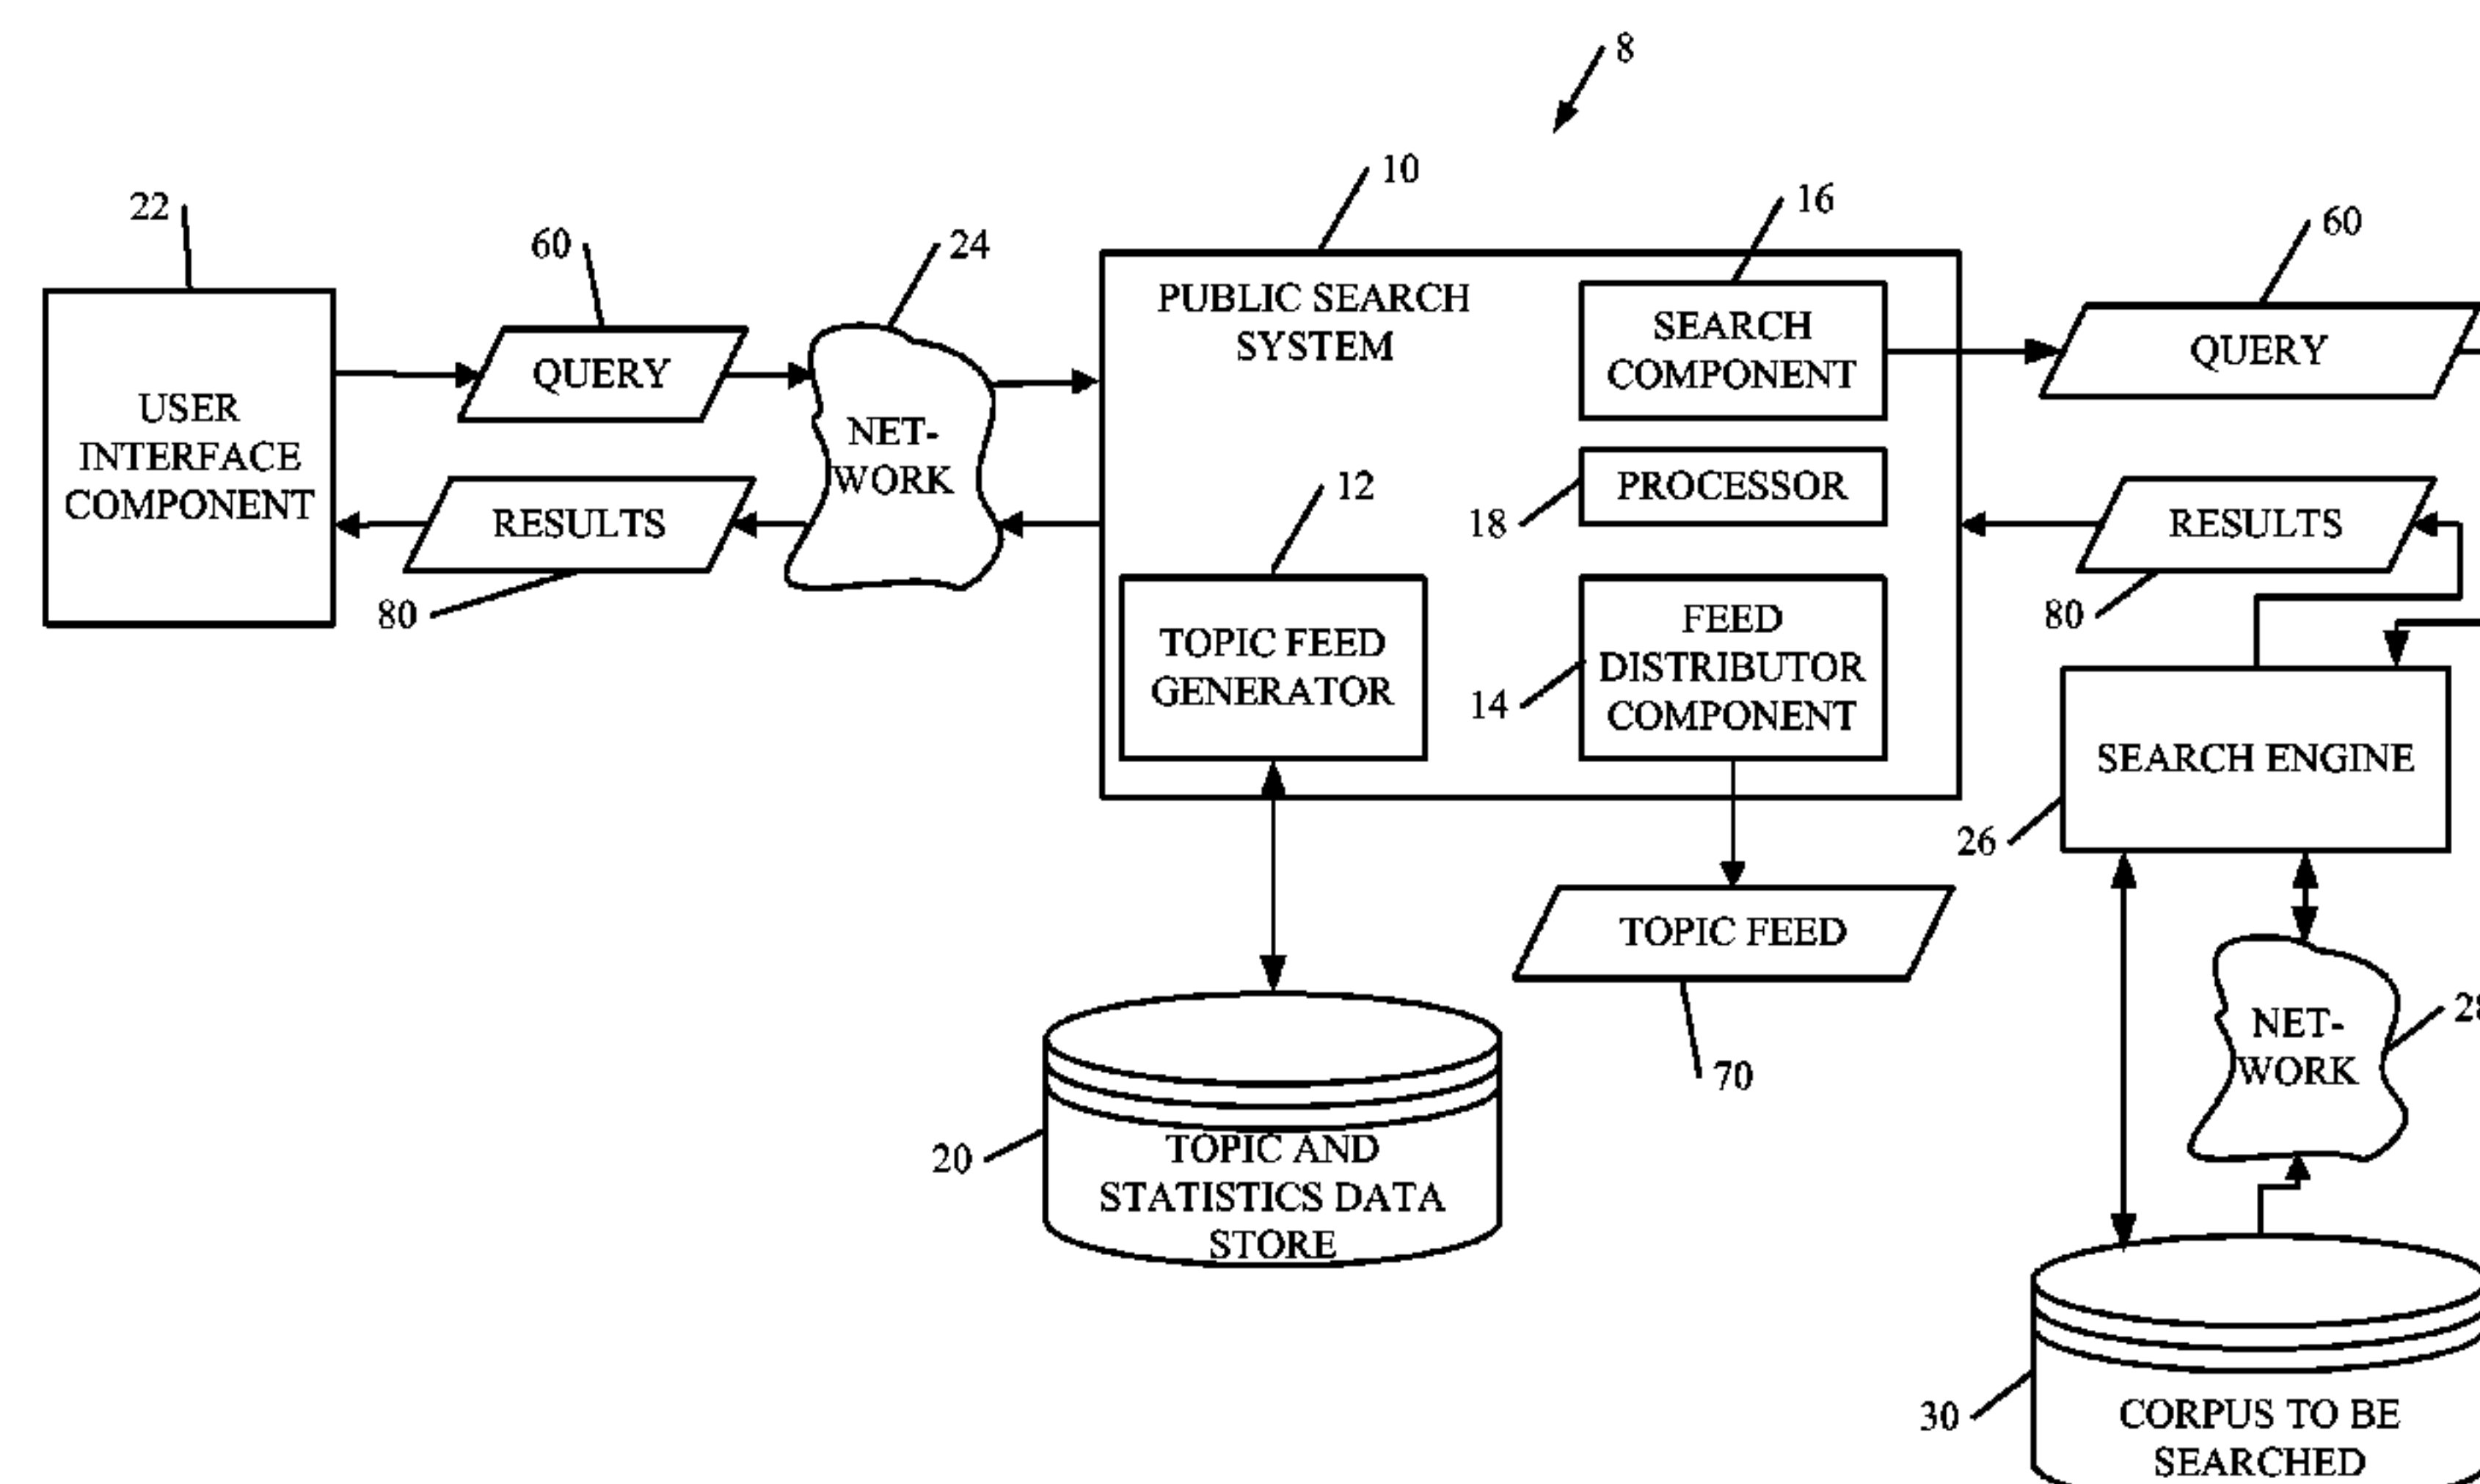 8
10
22
60
24
16
60
PUBLIC SEARCH
SYSTEM
SEARCH
COMPONENT
QUERY
QUERY
USER
INTERFACE
COMPONENT
NET-
WORK
PROCESSOR
12
18
RESULTS
RESULTS
80
80
TOPIC FEED
GENERATOR
FEED
DISTRIBUTOR
COMPONENT
14
SEARCH ENGINE
26
TOPIC FEED
70
NET-
WORK
28
20
TOPIC AND
STATISTICS DATA
STORE
30
CORPUS TO BE
SEARCHED